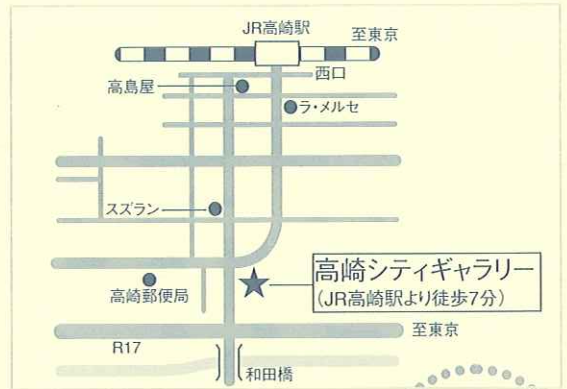 JR高崎駅
至東京
西口
高島屋
ラ・メルセ
スズラン
高崎シティギャラリー
(JR高崎駅より徒歩7分)
高崎郵便局
至東京
R17
和田橋